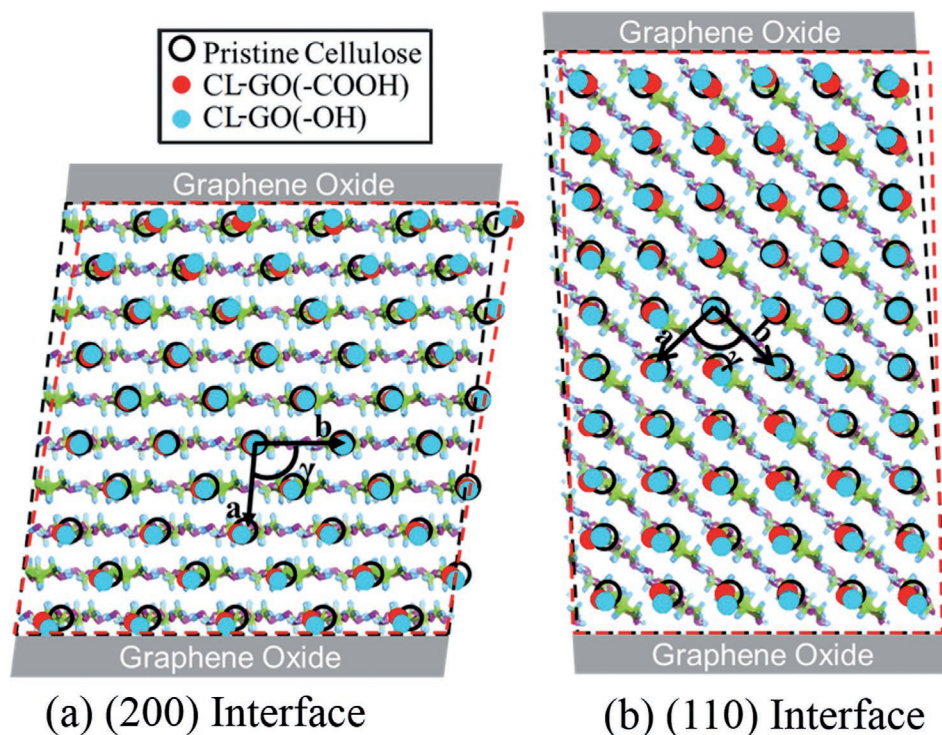 Pristine Cellulose
CL-GO(-COOH)
CL-GO(-OH)
Graphene Oxide
b
γ
a
Graphene Oxide
(a) (200) Interface
Graphene Oxide
a
b
γ
Graphene Oxide
(b) (110) Interface